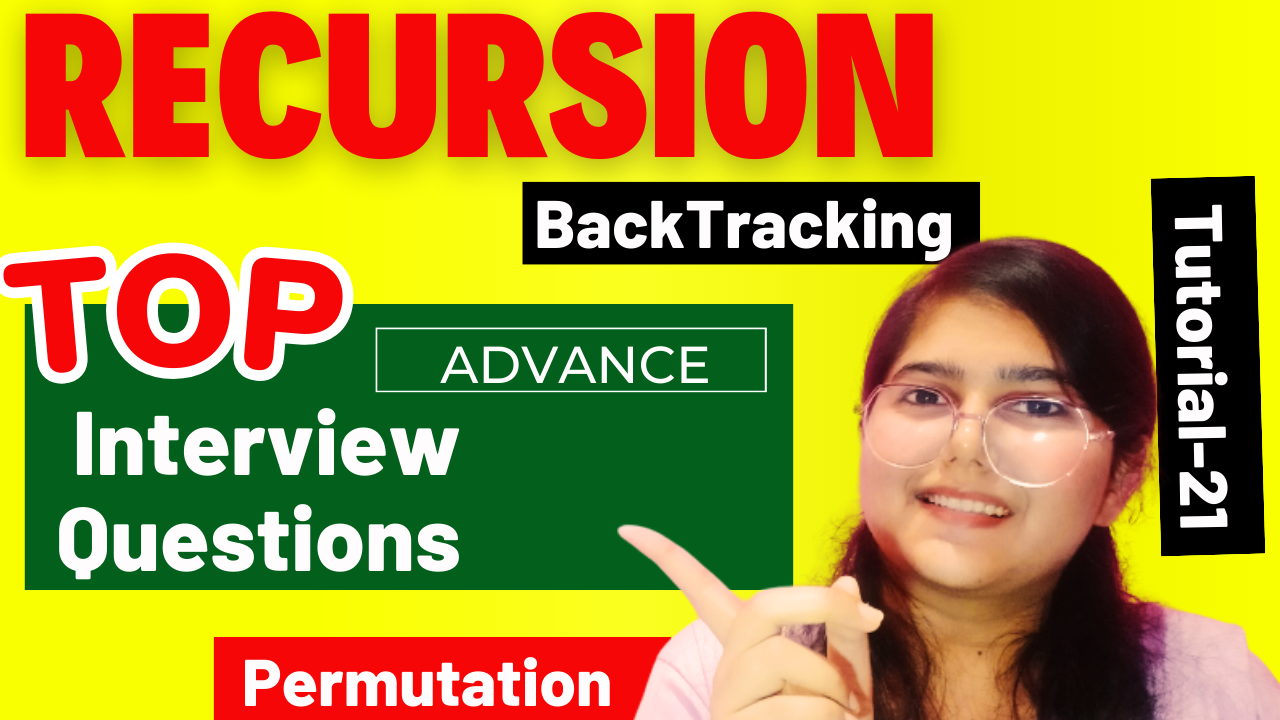 RECURSION
BackTracking
TOP
ADVANCE
Interview
Questions
Permutation
Tutorial-21